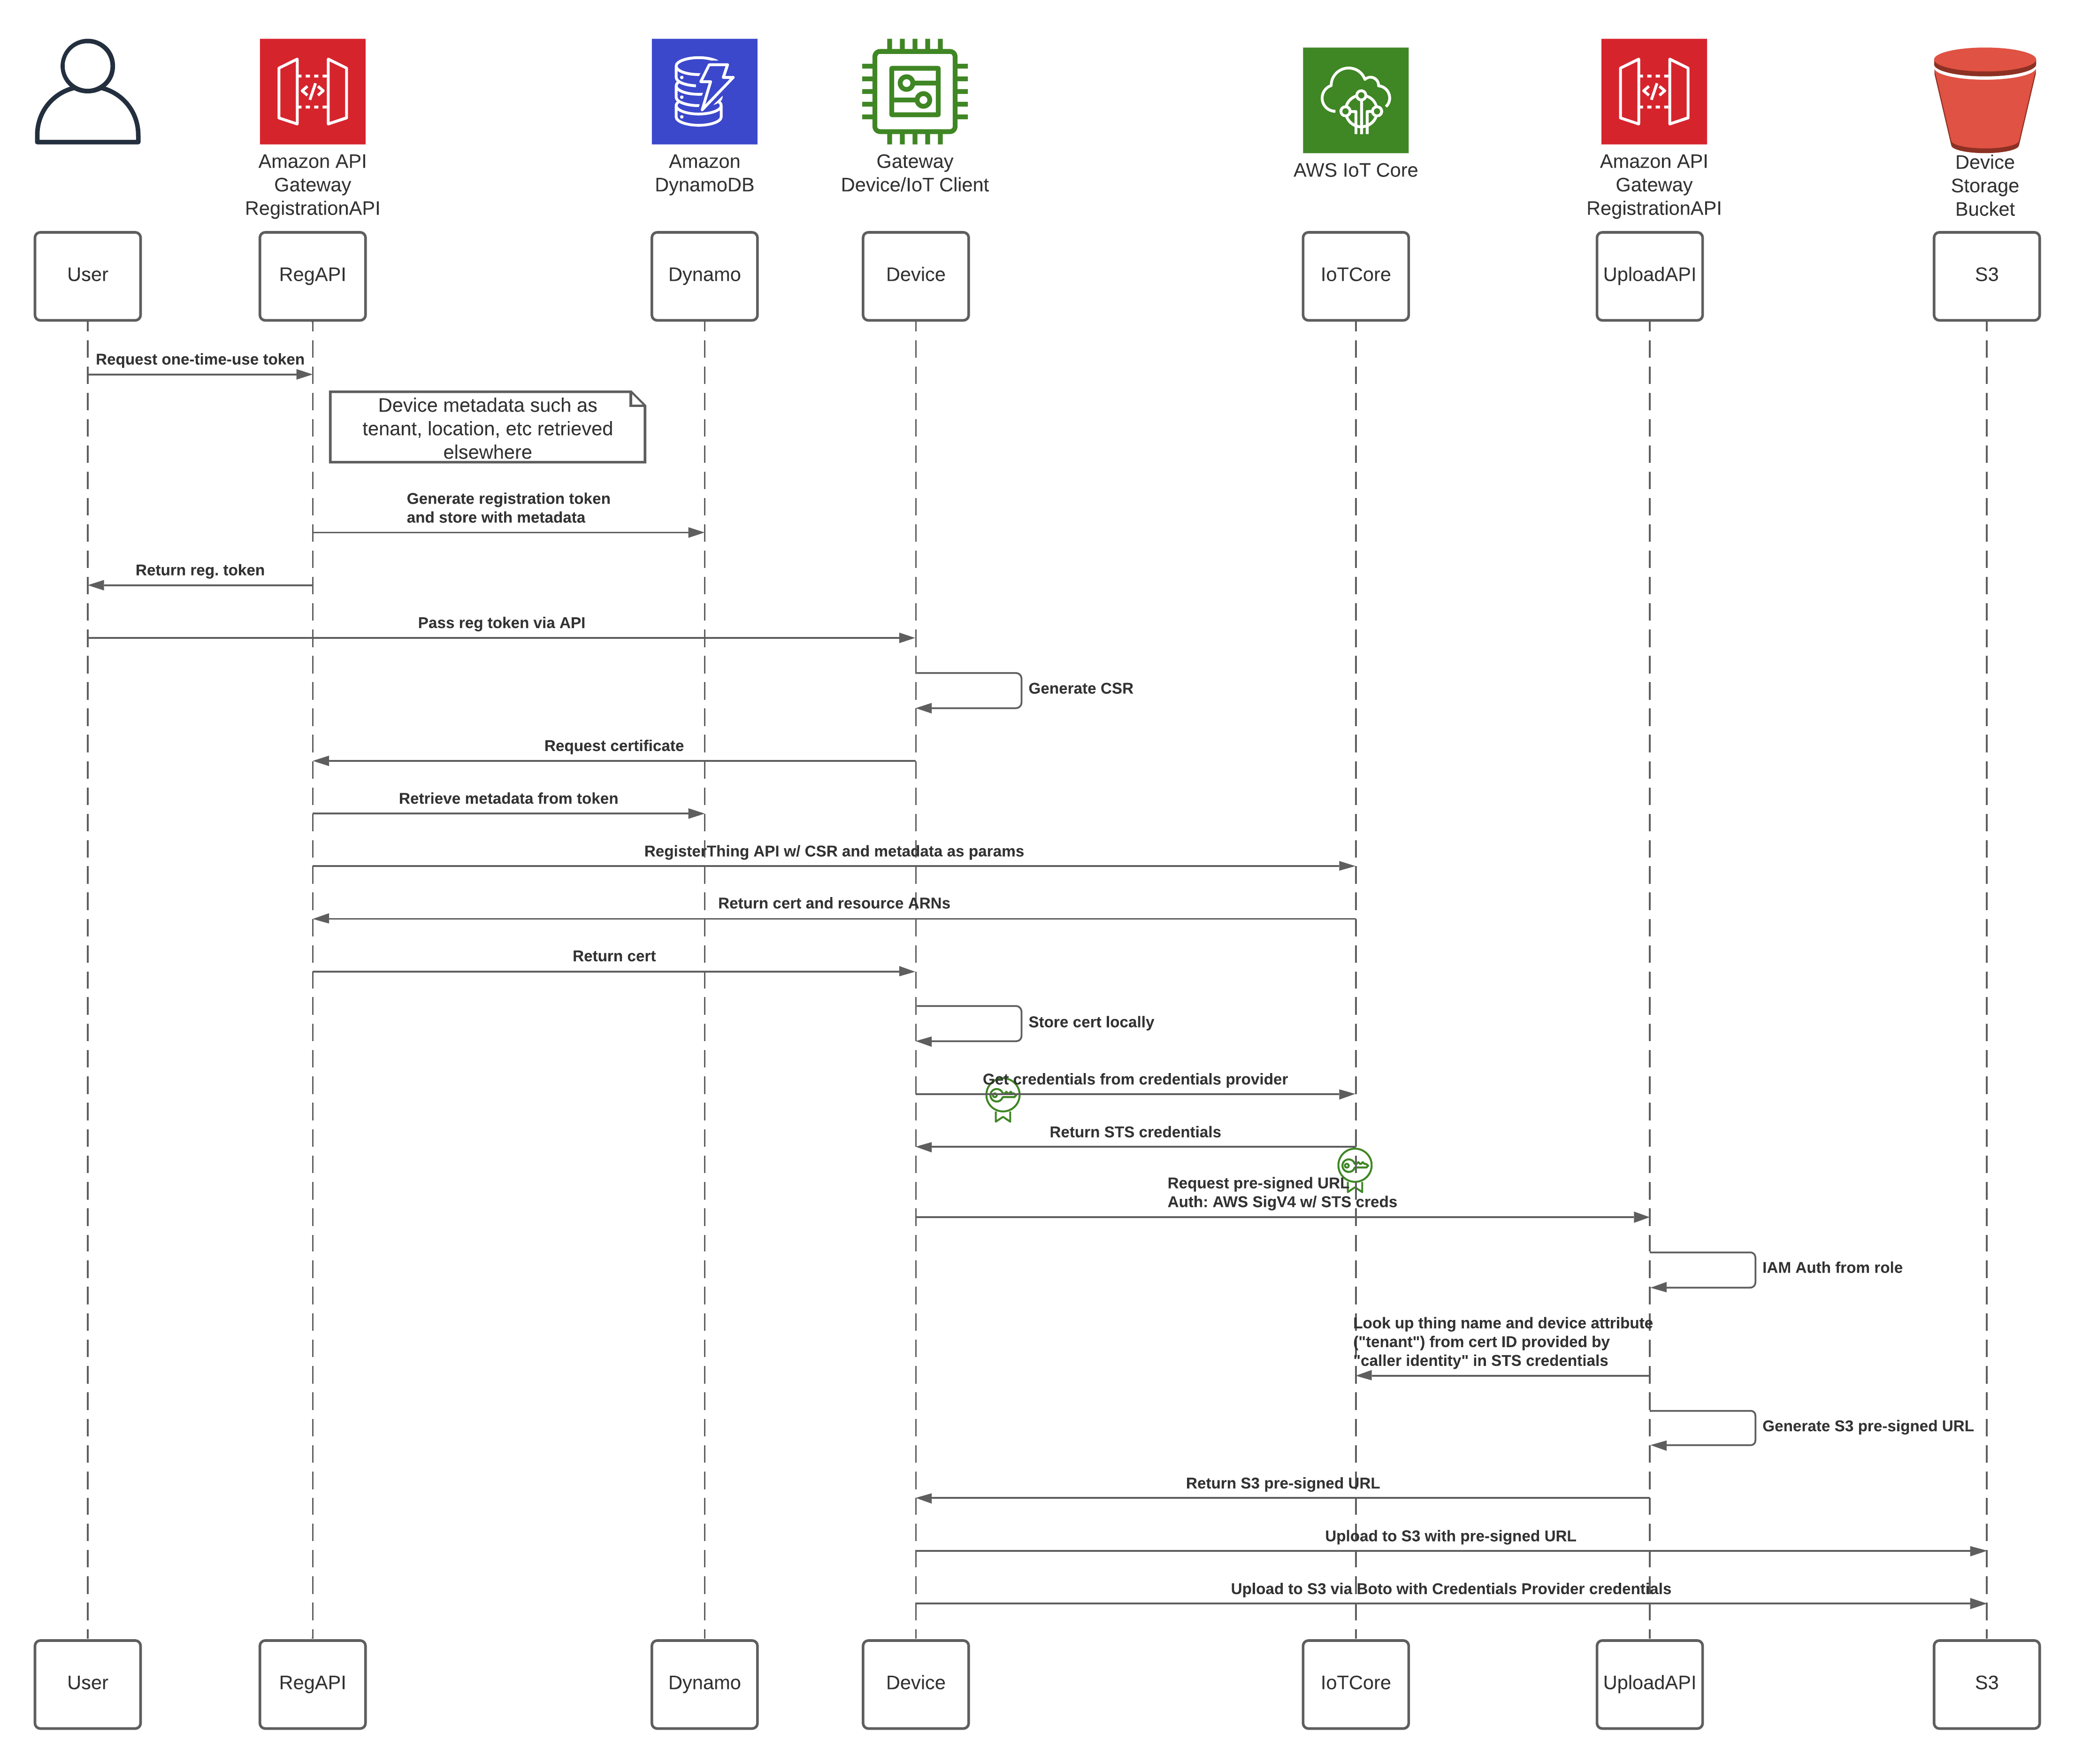 Amazon API
Gateway
RegistrationAPI
Amazon
DynamoDB
Gateway
Device/IoT Client
AWS IoT Core
Amazon API
Gateway
RegistrationAPI
Device
Storage
Bucket
User
RegAPI
Dynamo
Device
IoTCore
UploadAPI
S3
Request one-time-use token
Device metadata such as
tenant, location, etc retrieved
elsewhere
Generate registration token
and store with metadata
Return reg. token
Pass reg token via API
Generate CSR
Request certificate
Retrieve metadata from token
RegisterThing API w/ CSR and metadata as params
Return cert and resource ARNs
Return cert
Store cert locally
Get credentials from credentials provider
Return STS credentials
Request pre-signed URL
Auth: AWS SigV4 w/ STS creds
IAM Auth from role
Look up thing name and device attribute
("tenant") from cert ID provided by
"caller identity" in STS credentials
Generate S3 pre-signed URL
Return S3 pre-signed URL
Upload to S3 with pre-signed URL
Upload to S3 via Boto with Credentials Provider credentials
User
RegAPI
Dynamo
Device
IoTCore
UploadAPI
S3